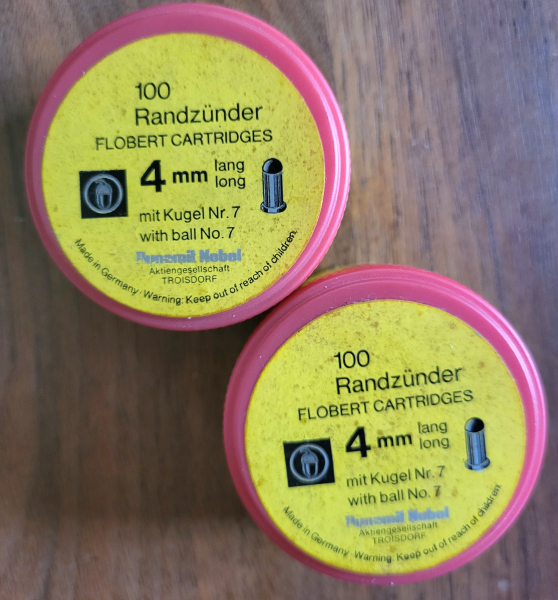 100
Randzünder
FLOBERT CARTRIDGES
4 mm lang
long
mit Kugel Nr. 7
with ball No. 7
Dynamit Nobel
Aktiengesellschaft
TROISDORF
Made in Germany · Warning: Keep out of reach of children.
100
Randzünder
FLOBERT CARTRIDGES
4 mm lang
long
mit Kugel Nr. 7
with ball No. 7
Dynamit Nobel
Aktiengesellschaft
TROISDORF
Made in Germany · Warning: Keep out of reach of children.